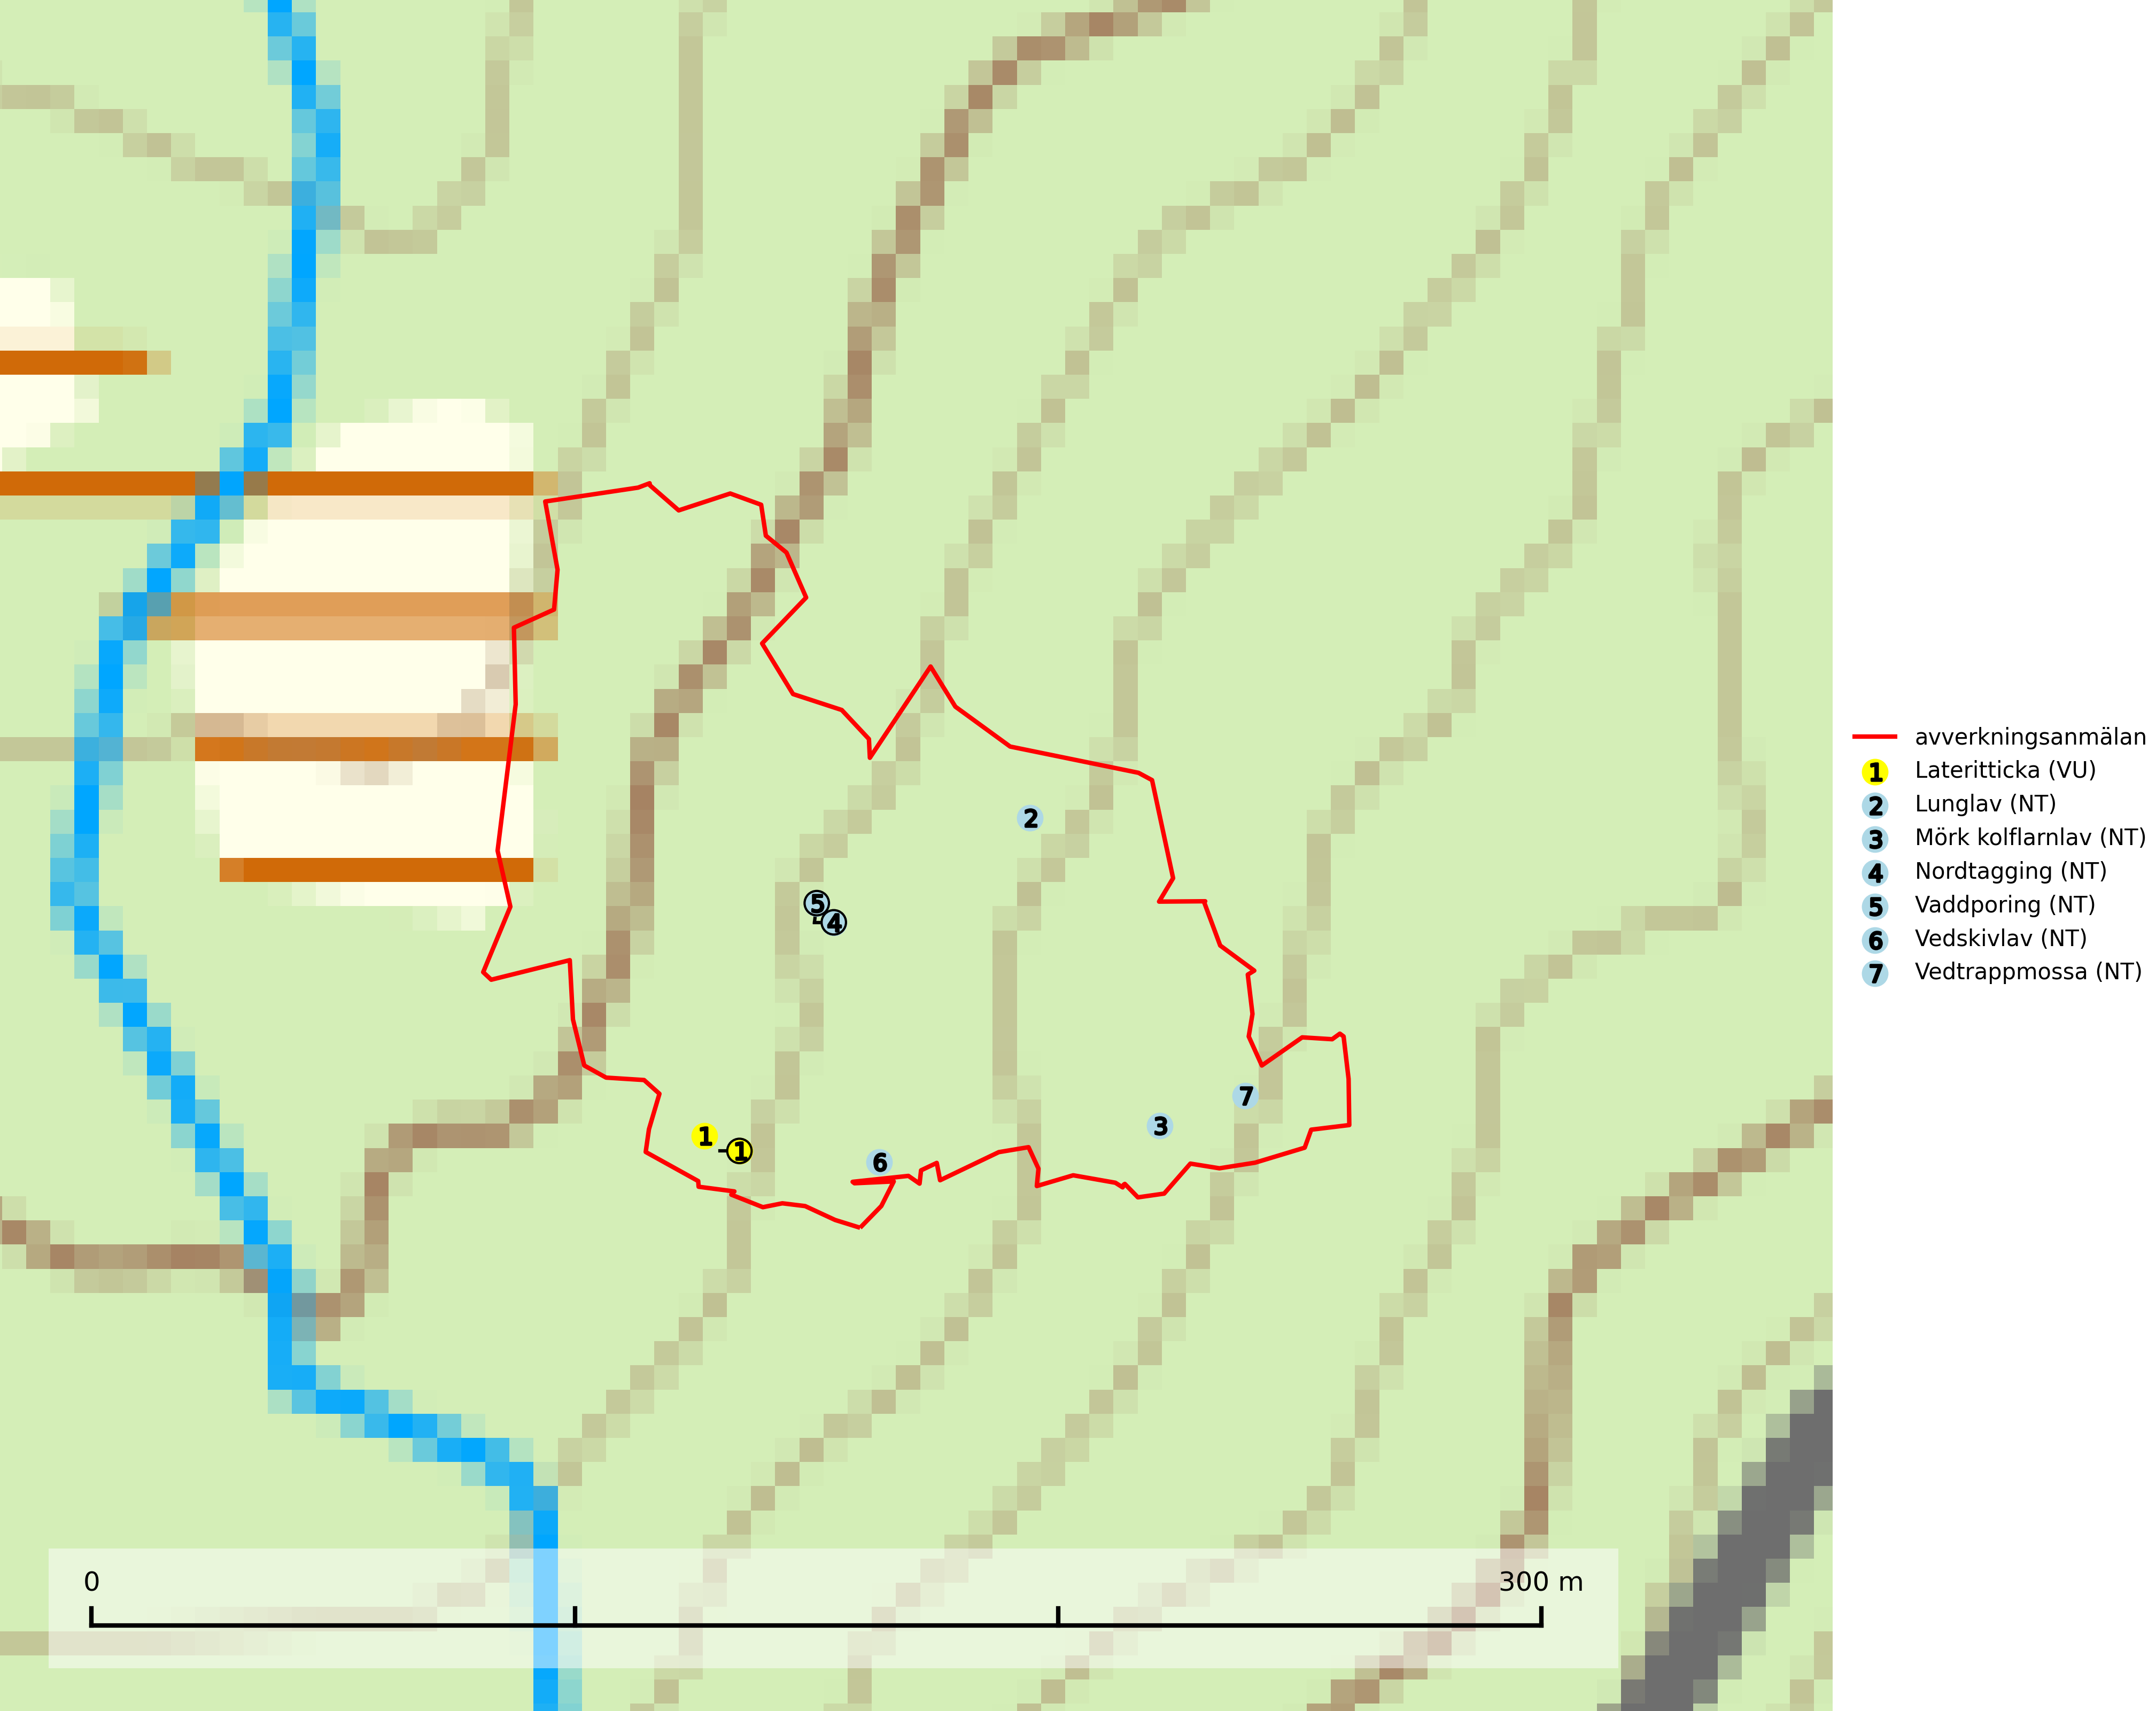 2
5
4
7
3
1
1
6
0
300 m
avverkningsanmälan
1 Lateritticka (VU)
2 Lunglav (NT)
3 Mörk kolflarnlav (NT)
4 Nordtagging (NT)
5 Vaddporing (NT)
6 Vedskivlav (NT)
7 Vedtrappmossa (NT)